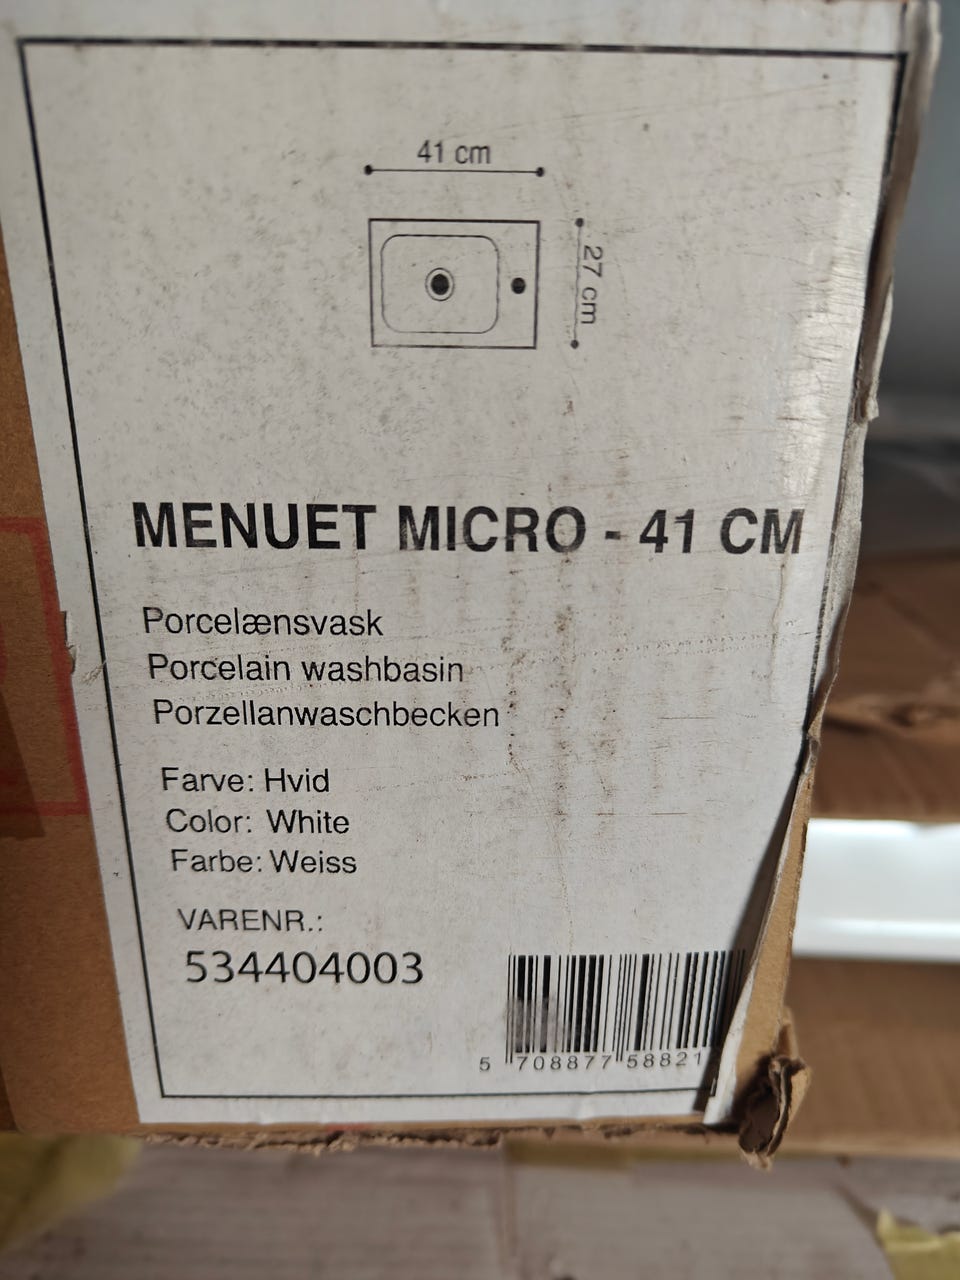 41 cm
27 cm
MENUET MICRO - 41 CM
Porcelænsvask
Porcelain washbasin
Porzellanwaschbecken
Farve: Hvid
Color: White
Farbe: Weiss
VARENR.:
534404003
5 708877 58821